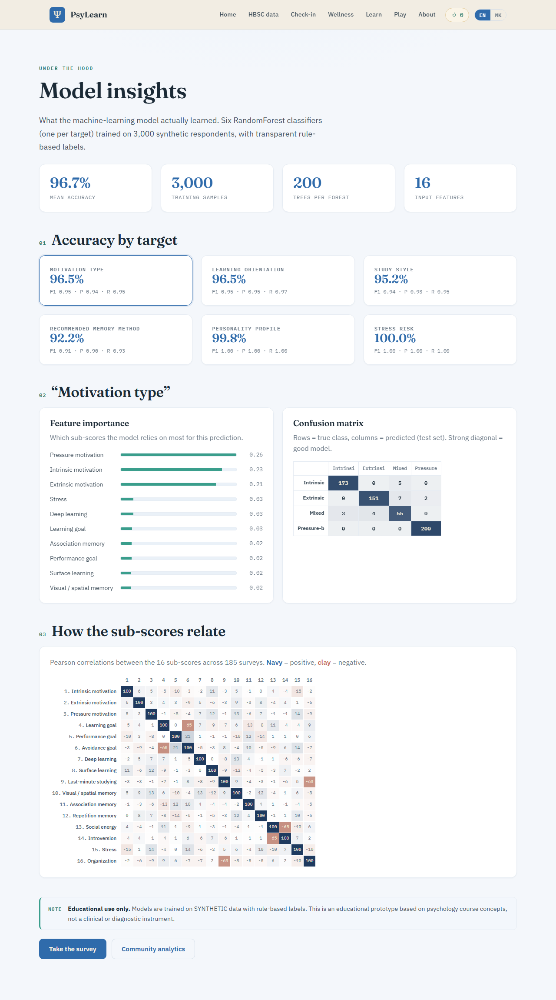 Ψ PsyLearn Home HBSC data Check-in Wellness Learn Play About 0 EN MK
UNDER THE HOOD
Model insights
What the machine-learning model actually learned. Six RandomForest classifiers
(one per target) trained on 3,000 synthetic respondents, with transparent rule-
based labels.
96.7% 3,000 200 16
MEAN ACCURACY TRAINING SAMPLES TREES PER FOREST INPUT FEATURES
01 Accuracy by target
MOTIVATION TYPE LEARNING ORIENTATION STUDY STYLE
96.5% 96.5% 95.2%
F1 0.95 · P 0.94 · R 0.95 F1 0.95 · P 0.95 · R 0.97 F1 0.94 · P 0.93 · R 0.95
RECOMMENDED MEMORY METHOD PERSONALITY PROFILE STRESS RISK
92.2% 99.8% 100.0%
F1 0.91 · P 0.90 · R 0.93 F1 1.00 · P 1.00 · R 1.00 F1 1.00 · P 1.00 · R 1.00
02 “Motivation type”
Feature importance
Which sub-scores the model relies on most for this prediction.
Pressure motivation 0.26
Intrinsic motivation 0.23
Extrinsic motivation 0.21
Stress 0.03
Deep learning 0.03
Learning goal 0.03
Association memory 0.02
Performance goal 0.02
Surface learning 0.02
Visual / spatial memory 0.02
Confusion matrix
Rows = true class, columns = predicted (test set). Strong diagonal =
good model.
Intrinsi Extrinsi Mixed Pressure
Intrinsic 173 0 5 0
Extrinsic 0 151 7 2
Mixed 3 4 55 0
Pressure-b 0 0 0 200
03 How the sub-scores relate
Pearson correlations between the 16 sub-scores across 185 surveys. Navy = positive, clay = negative.
1 2 3 4 5 6 7 8 9 10 11 12 13 14 15 16
1. Intrinsic motivation 100 6 5 -5 -10 -3 -2 11 -3 5 -1 0 4 -4 -15 -2
2. Extrinsic motivation 6 100 3 4 3 -9 5 -6 -3 9 -3 8 -4 4 1 -6
3. Pressure motivation 5 3 100 -1 -8 -4 7 12 -1 13 -6 7 -1 -1 14 -9
4. Learning goal -5 4 -1 100 0 -65 7 -9 -7 6 -13 -8 11 -4 -4 9
5. Performance goal -10 3 -8 0 100 21 1 -1 -1 -10 12 -14 1 1 0 6
6. Avoidance goal -3 -9 -4 -65 21 100 -5 -3 8 -4 10 -5 -9 6 14 -7
7. Deep learning -2 5 7 7 1 -5 100 0 -8 13 4 -1 1 -6 -6 -7
8. Surface learning 11 -6 12 -9 -1 -3 0 100 -9 -12 -4 -5 -3 7 -2 2
9. Last-minute studying -3 -3 -1 -7 -1 8 -8 -9 100 9 -4 -3 -1 -6 5 -63
10. Visual / spatial memory 5 9 13 6 -10 -4 13 -12 9 100 -2 12 -4 1 6 -8
11. Association memory -1 -3 -6 -13 12 10 4 -4 -4 -2 100 4 1 -1 -4 -5
12. Repetition memory 0 8 7 -8 -14 -5 -1 -5 -3 12 4 100 -1 1 10 -5
13. Social energy 4 -4 -1 11 1 -9 1 -3 -1 -4 1 -1 100 -65 -10 6
14. Introversion -4 4 -1 -4 1 6 -6 7 -6 1 -1 1 -65 100 7 2
15. Stress -15 1 14 -4 0 14 -6 -2 5 6 -4 10 -10 7 100 -10
16. Organization -2 -6 -9 9 6 -7 -7 2 -63 -8 -5 -5 6 2 -10 100
NOTE Educational use only. Models are trained on SYNTHETIC data with rule-based labels. This is an educational prototype based on psychology course concepts,
not a clinical or diagnostic instrument.
Take the survey Community analytics